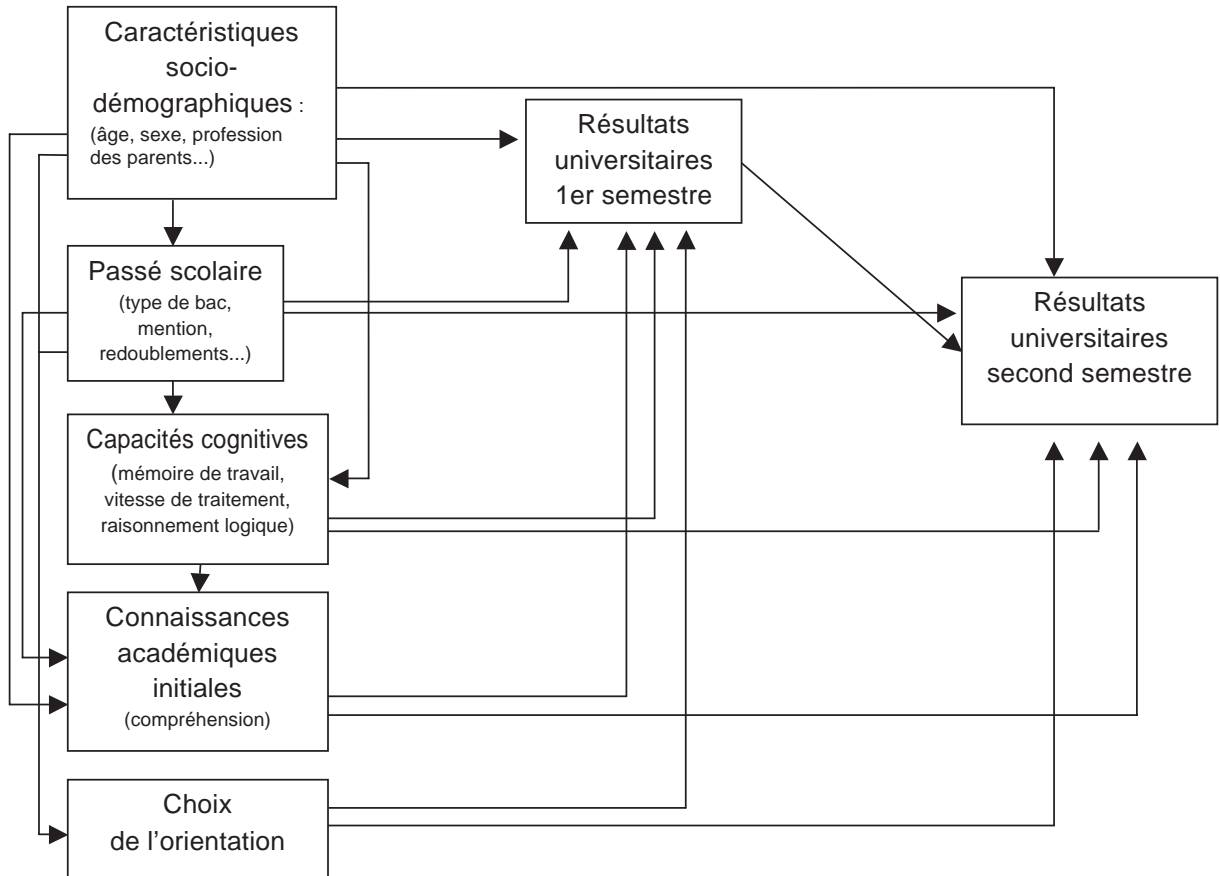 Caractéristiques
socio-
démographiques :
(âge, sexe, profession
des parents...)
Résultats
universitaires
1er semestre
Passé scolaire
(type de bac,
mention,
redoublements...)
Résultats
universitaires
second semestre
Capacités cognitives
(mémoire de travail,
vitesse de traitement,
raisonnement logique)
Connaissances
académiques
initiales
(compréhension)
Choix
de l'orientation